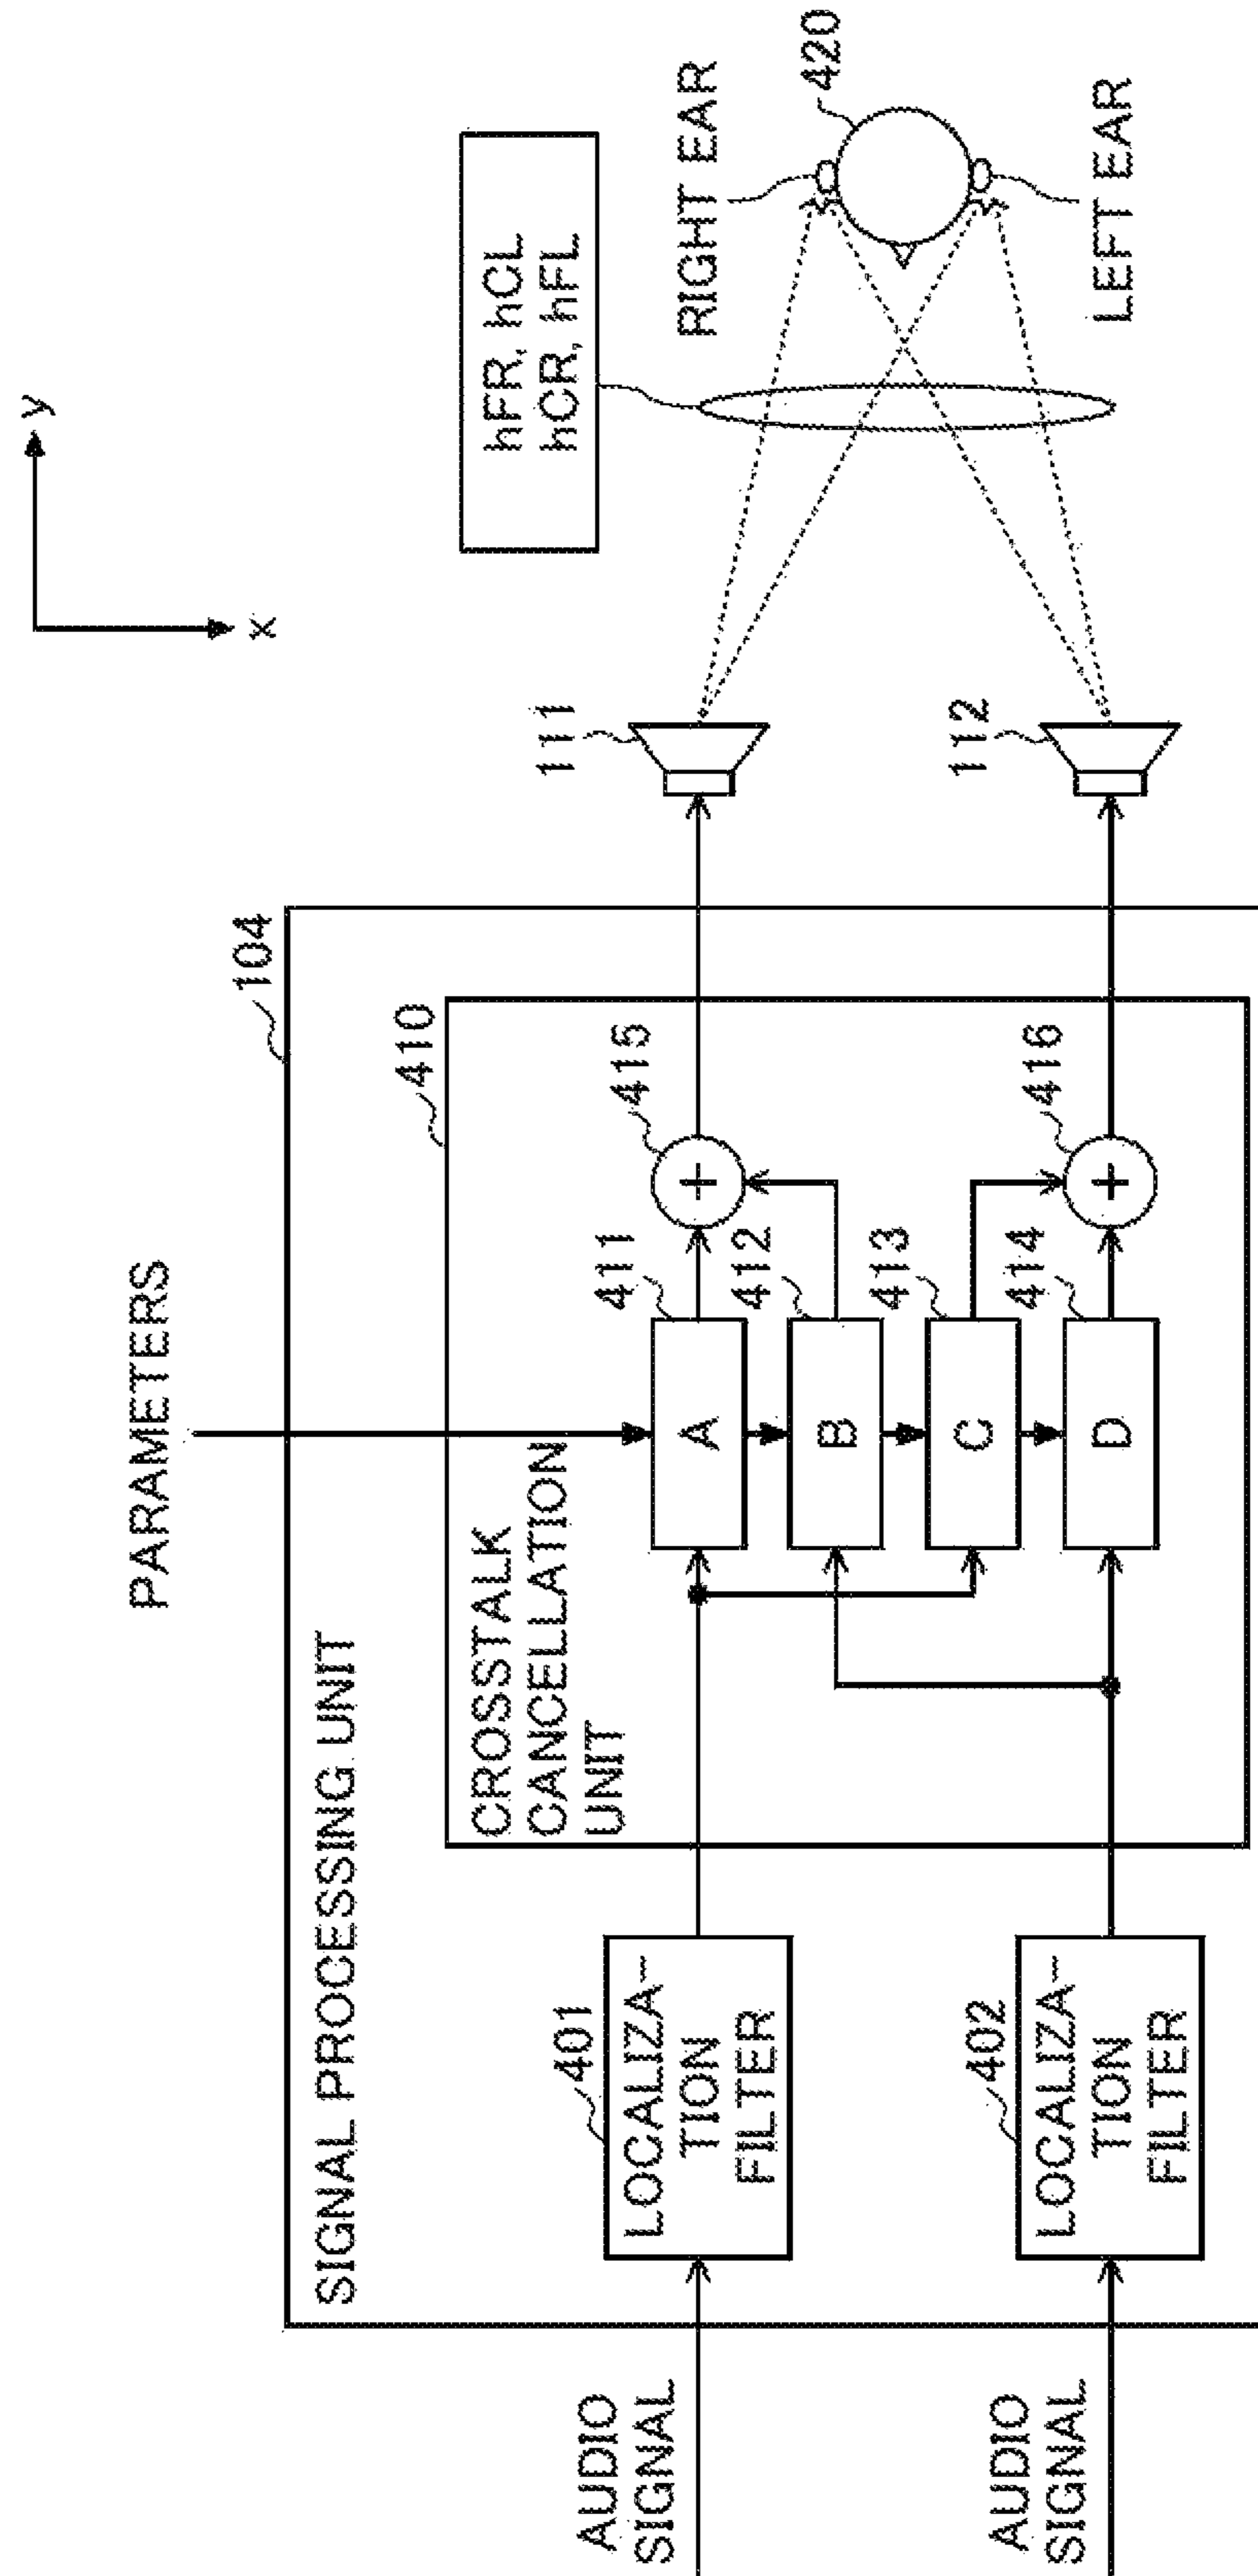 y
x
PARAMETERS
SIGNAL PROCESSING UNIT
104
CROSSTALK
CANCELLATION
UNIT
410
AUDIO
SIGNAL
401
LOCALIZA-
TION
FILTER
A
411
415
111
B
412
C
413
AUDIO
SIGNAL
402
LOCALIZA-
TION
FILTER
D
414
416
112
+
+
hFR, hCL
hCR, hFL
RIGHT EAR
420
LEFT EAR